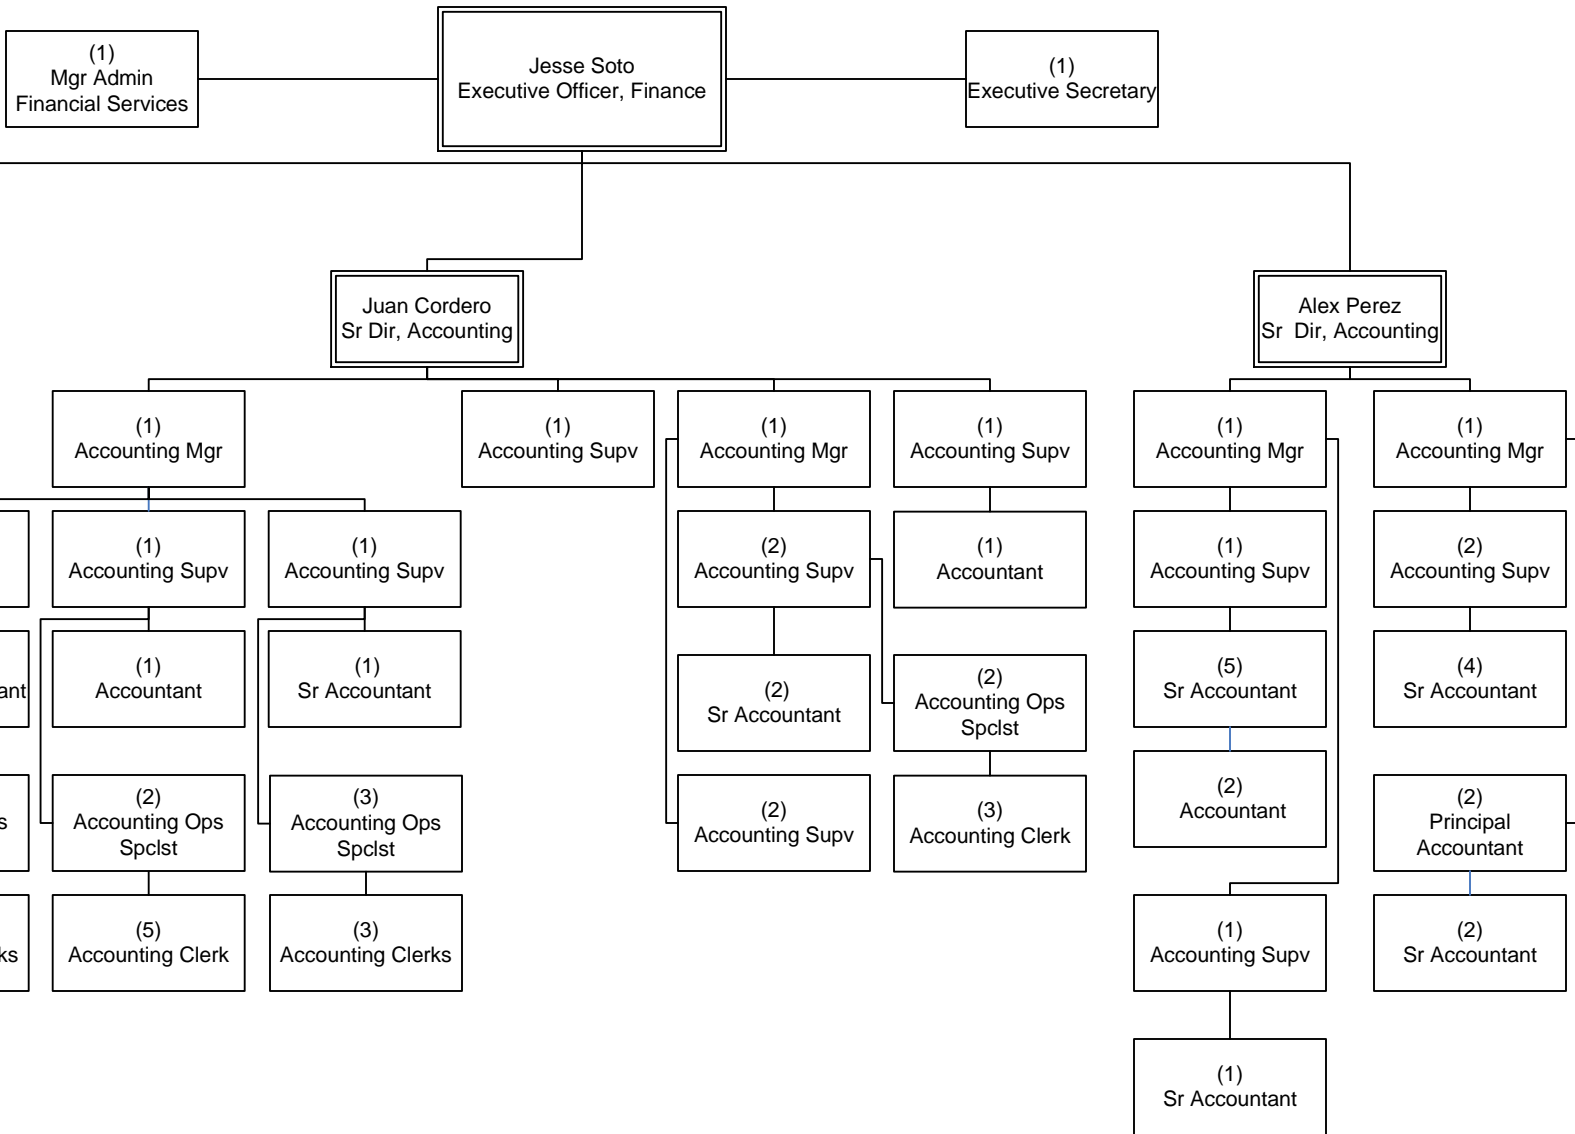 (1)
Mgr Admin
Financial Services
Jesse Soto
Executive Officer, Finance
(1)
Executive Secretary
Juan Cordero
Sr Dir, Accounting
Alex Perez
Sr  Dir, Accounting
(1)
Accounting Mgr
(1)
Accounting Supv
(1)
Accounting Mgr
(1)
Accounting Supv
(1)
Accounting Mgr
(1)
Accounting Mgr
(1)
Accounting Supv
(1)
Accounting Supv
(2)
Accounting Supv
(1)
Accountant
(1)
Accounting Supv
(2)
Accounting Supv
(1)
Accountant
(1)
Sr Accountant
(2)
Sr Accountant
(2)
Accounting Ops
Spclst
(5)
Sr Accountant
(4)
Sr Accountant
(2)
Accounting Ops
Spclst
(3)
Accounting Ops
Spclst
(2)
Accounting Supv
(3)
Accounting Clerk
(2)
Accountant
(2)
Principal
Accountant
(5)
Accounting Clerk
(3)
Accounting Clerks
(1)
Accounting Supv
(2)
Sr Accountant
(1)
Sr Accountant